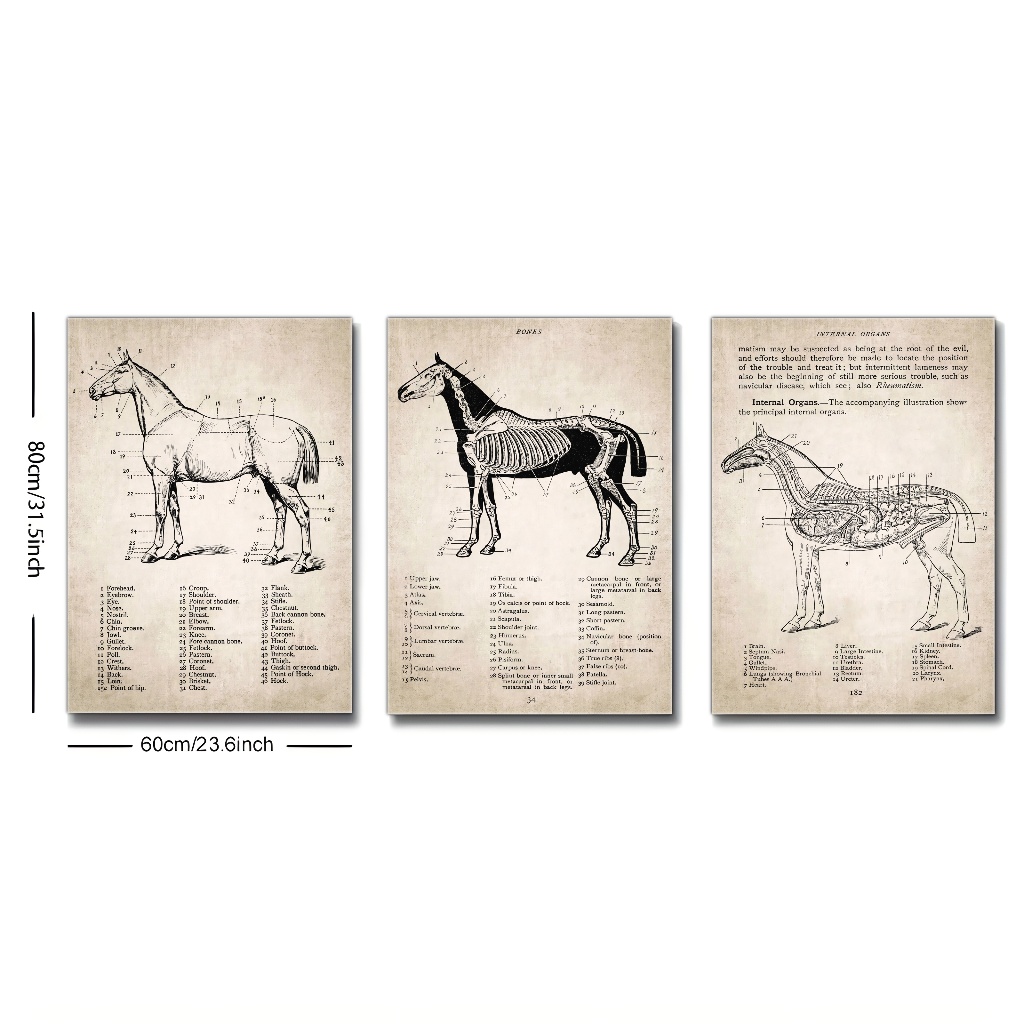 80cm/31.5inch
60cm/23.6inch
1 Forehead.
2 Eyebrow.
3 Eye.
4 Nose.
5 Nostril.
6 Chin.
7 Chin groove.
8 Jowl.
9 Gullet.
10 Forelock.
11 Poll.
12 Crest.
13 Withers.
14 Back.
15 Loin.
15a Point of hip.
16 Croup.
17 Shoulder.
18 Point of shoulder.
19 Upper arm.
20 Breast.
21 Elbow.
22 Forearm.
23 Knee.
24 Fore cannon bone.
25 Fetlock.
26 Pastern.
27 Coronet.
28 Hoof.
29 Chestnut.
30 Brisket.
31 Chest.
32 Flank.
33 Sheath.
34 Stifle.
35 Chestnut.
36 Back cannon bone.
37 Fetlock.
38 Pastern.
39 Coronet.
40 Hoof.
41 Point of buttock.
42 Buttock.
43 Thigh.
44 Gaskin or second thigh.
45 Point of Hock.
46 Hock.
BONES
1 Upper jaw.
2 Lower jaw.
3 Atlas.
4 Axis.
Cervical vertebræ.
Dorsal vertebræ.
Lumbar vertebræ.
Sacrum.
Caudal vertebræ.
15 Pelvis.
16 Femur or thigh.
17 Fibula.
18 Tibia.
19 Os calcis or point of hock.
20 Astragalus.
21 Scapula.
22 Shoulder joint.
23 Humerus.
24 Ulna.
25 Radius.
26 Pisiform.
27 Carpus or knee.
28 Splint bone or inner small
metacarpal in front, or
metatarsal in back legs.
29 Cannon bone or large
metacarpal in front, or
large metatarsal in back
legs.
30 Sesamoid.
31 Long pastern.
32 Short pastern.
33 Coffin.
34 Navicular bone (position
of).
35 Sternum or breast-bone.
36 True ribs (8).
37 False ribs (10).
38 Patella.
39 Stifle joint.
34
INTERNAL ORGANS
matism may be suspected as being at the root of the evil,
and efforts should therefore be made to locate the position
of the trouble and treat it; but intermittent lameness may
also be the beginning of still more serious trouble, such as
navicular disease, which see; also Rheumatism.
Internal Organs.—The accompanying illustration show
the principal internal organs.
1 Brain.
2 Septum Nasi.
3 Tongue.
4 Gullet.
5 Windpipe.
6 Lungs (showing Bronchial
Tubes A A A.)
7 Heart.
8 Liver.
9 Large Intestine.
10 Testicles.
11 Urethra.
12 Bladder.
13 Rectum.
14 Ureter.
15 Small Intestine.
16 Kidney.
17 Spleen.
18 Stomach.
19 Spinal Cord.
20 Larynx.
21 Pharynx.
182